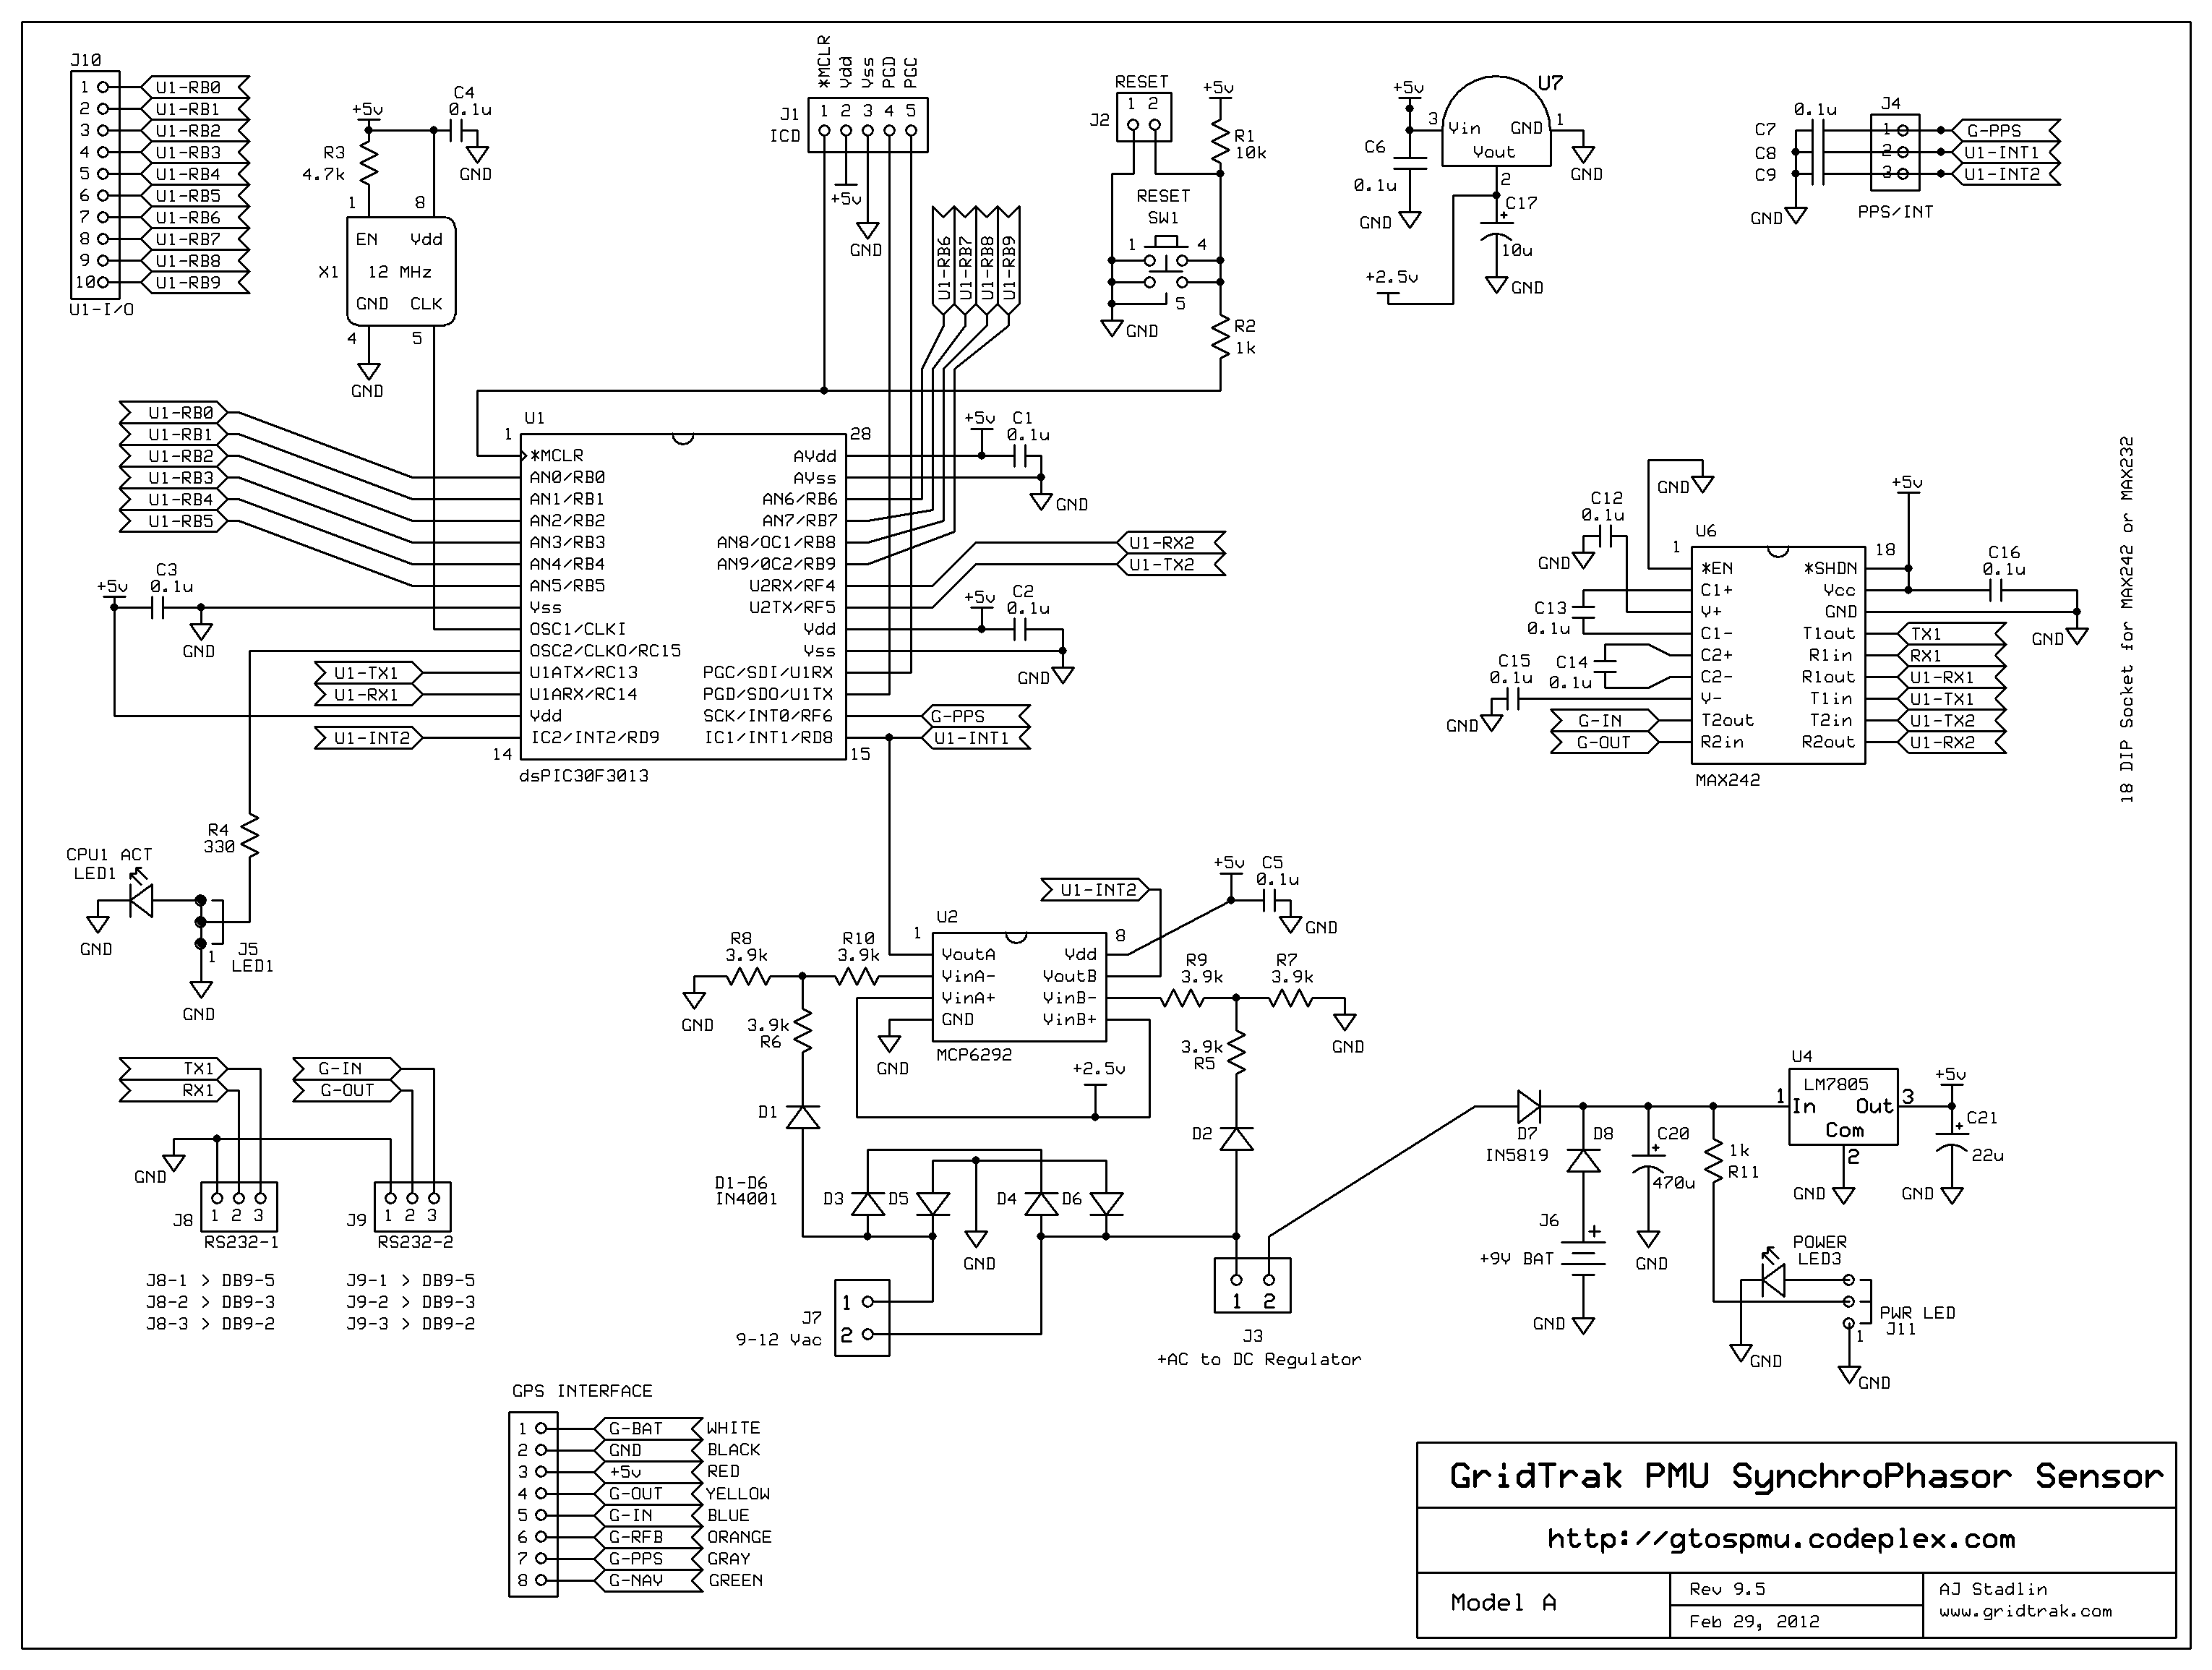 J10
1 U1-RB0
2 U1-RB1
3 U1-RB2
4 U1-RB3
5 U1-RB4
6 U1-RB5
7 U1-RB6
8 U1-RB7
9 U1-RB8
10 U1-RB9
U1-I/O
+5v
C4
0.1u
GND
R3
4.7k
1 8
EN Vdd
X1 12 MHz
GND CLK
4 5
GND
*MCLR
Vdd
Vss
PGD
PGC
J1
ICD
1 2 3 4 5
+5v
GND
U1-RB6
U1-RB7
U1-RB8
U1-RB9
RESET
J2
1 2
+5v
R1
10k
RESET
SW1
1 4
5
GND
R2
1k
U7
+5v
3 Vin GND 1
Vout
2
C6
0.1u
GND
GND
C17
+
10u
GND
+2.5v
0.1u
J4
C7 1 G-PPS
C8 2 U1-INT1
C9 3 U1-INT2
GND
PPS/INT
U1-RB0
U1-RB1
U1-RB2
U1-RB3
U1-RB4
U1-RB5
+5v
C3
0.1u
GND
U1-TX1
U1-RX1
U1-INT2
U1
1 28
*MCLR AVdd
AN0/RB0 AVss
AN1/RB1 AN6/RB6
AN2/RB2 AN7/RB7
AN3/RB3 AN8/OC1/RB8
AN4/RB4 AN9/OC2/RB9
AN5/RB5 U2RX/RF4
Vss U2TX/RF5
OSC1/CLKI Vdd
OSC2/CLKO/RC15 Vss
U1ATX/RC13 PGC/SDI/U1RX
U1ARX/RC14 PGD/SDO/U1TX
Vdd SCK/INT0/RF6
IC2/INT2/RD9 IC1/INT1/RD8
14 15
dsPIC30F3013
+5v
C1
0.1u
GND
U1-RX2
U1-TX2
+5v
C2
0.1u
GND
G-PPS
U1-INT1
GND
C12
0.1u
GND
C13
0.1u
C15
0.1u
C14
0.1u
GND
G-IN
G-OUT
U6
1 18
*EN *SHDN
C1+ Vcc
V+ GND
C1- T1out
C2+ R1in
C2- R1out
V- T1in
T2out T2in
R2in R2out
MAX242
+5v
C16
0.1u
GND
TX1
RX1
U1-RX1
U1-TX1
U1-TX2
U1-RX2
18 DIP Socket for MAX242 or MAX232
R4
330
CPU1 ACT
LED1
GND
1
J5
LED1
GND
U1-INT2
+5v
C5
0.1u
GND
U2
1 8
VoutA Vdd
VinA- VoutB
VinA+ VinB-
GND VinB+
MCP6292
GND
+2.5v
R8
3.9k
R10
3.9k
GND
3.9k
R6
R9
3.9k
R7
3.9k
GND
3.9k
R5
D1
D2
D1-D6
IN4001
D3 D5 D4 D6
GND
J7
9-12 Vac
1
2
1 2
J3
+AC to DC Regulator
TX1
RX1
G-IN
G-OUT
GND
J8
1 2 3
RS232-1
J9
1 2 3
RS232-2
J8-1 > DB9-5
J8-2 > DB9-3
J8-3 > DB9-2
J9-1 > DB9-5
J9-2 > DB9-3
J9-3 > DB9-2
D7
IN5819
D8
C20
+
470u
GND
1k
R11
J6
+
+9V BAT
GND
U4
LM7805
1 In Out 3
Com
2
GND
+5v
C21
+
22u
GND
POWER
LED3
GND
PWR LED
J11
1
GND
GPS INTERFACE
1 G-BAT WHITE
2 GND BLACK
3 +5v RED
4 G-OUT YELLOW
5 G-IN BLUE
6 G-RFB ORANGE
7 G-PPS GRAY
8 G-NAV GREEN
GridTrak PMU SynchroPhasor Sensor
http://gtospmu.codeplex.com
Model A
Rev 9.5
Feb 29, 2012
AJ Stadlin
www.gridtrak.com